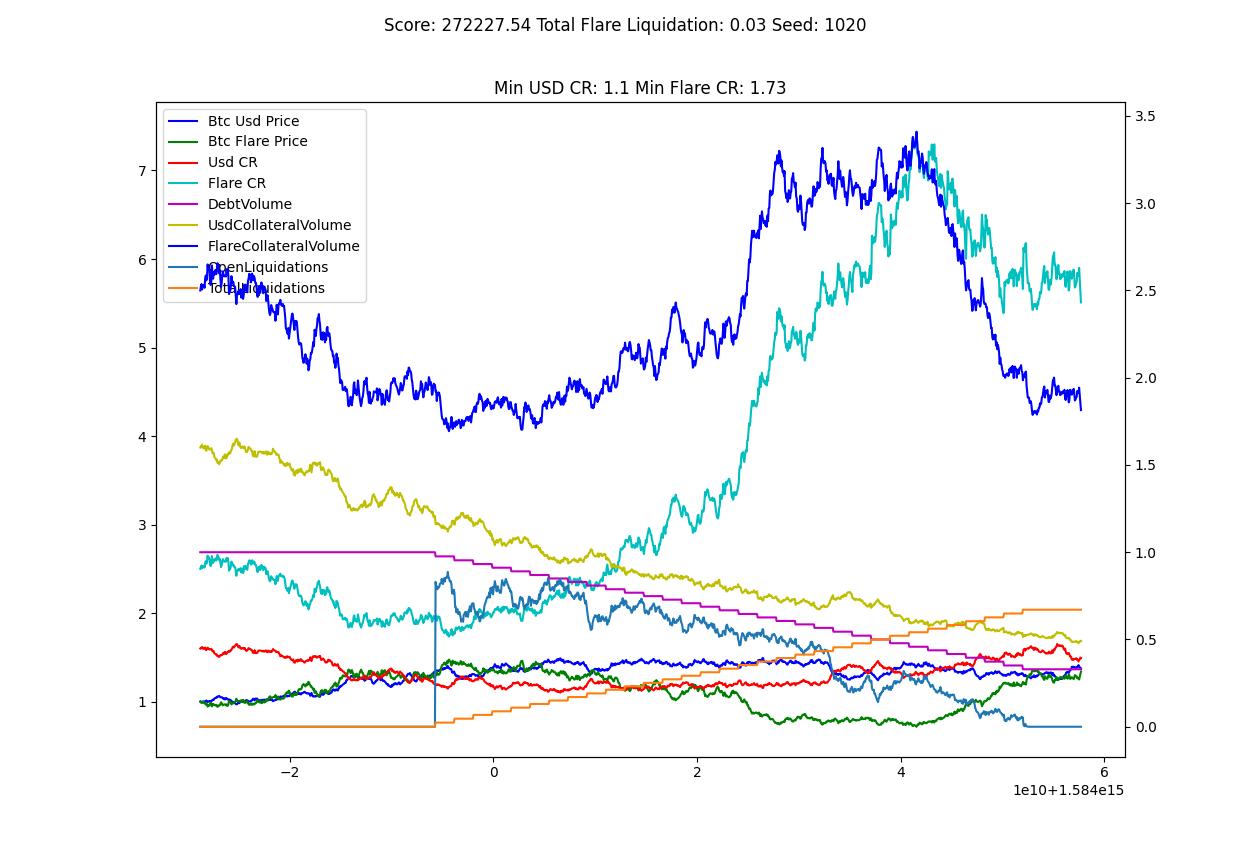 Score: 272227.54 Total Flare Liquidation: 0.03 Seed: 1020
Min USD CR: 1.1 Min Flare CR: 1.73
Btc Usd Price
Btc Flare Price
Usd CR
Flare CR
DebtVolume
UsdCollateralVolume
FlareCollateralVolume
OpenLiquidations
TotalLiquidations
7
6
5
4
3
2
1
3.5
3.0
2.5
2.0
1.5
1.0
0.5
0.0
−2
0
2
4
6
1e10+1.584e15